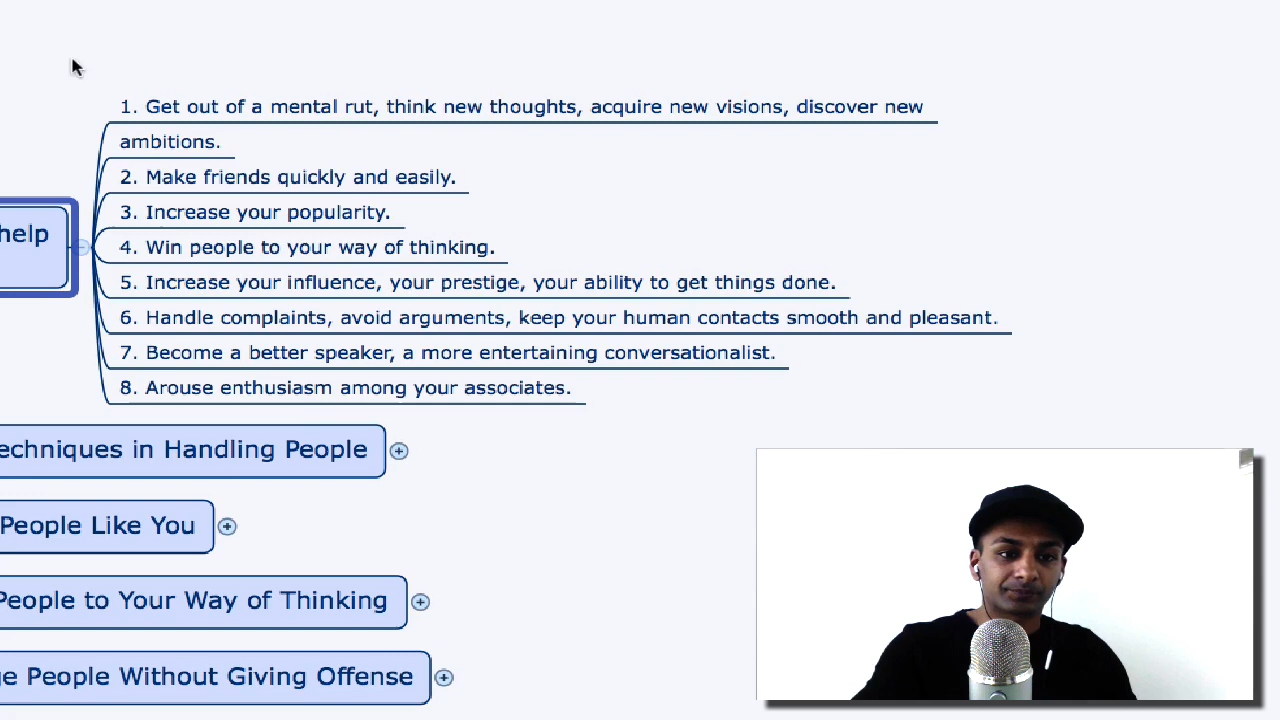 1. Get out of a mental rut, think new thoughts, acquire new visions, discover new
ambitions.
2. Make friends quickly and easily.
3. Increase your popularity.
help
4. Win people to your way of thinking.
5. Increase your influence, your prestige, your ability to get things done.
6. Handle complaints, avoid arguments, keep your human contacts smooth and pleasant.
7. Become a better speaker, a more entertaining conversationalist.
8. Arouse enthusiasm among your associates.
echniques in Handling People
People Like You
People to Your Way of Thinking
ge People Without Giving Offense